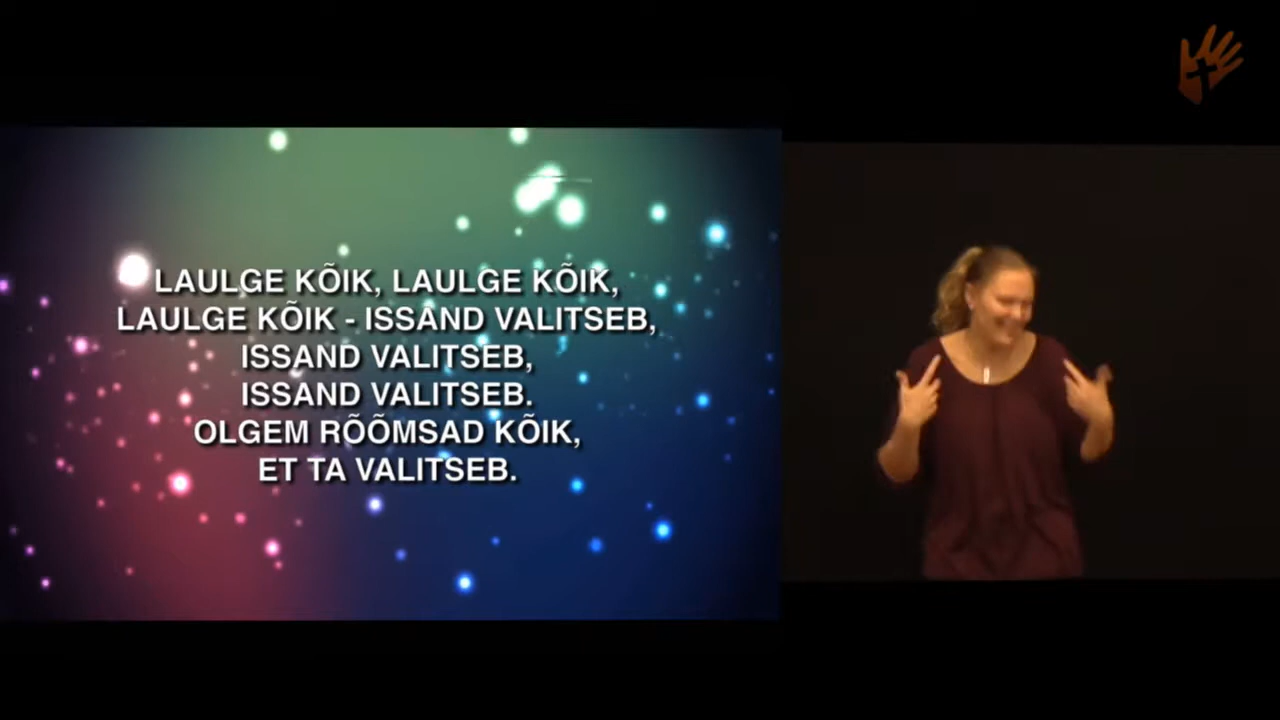 LAULGE KÕIK, LAULGE KÕIK,
LAULGE KÕIK - ISSAND VALITSEB,
ISSAND VALITSEB,
ISSAND VALITSEB.
OLGEM RÕÕMSAD KÕIK,
ET TA VALITSEB.